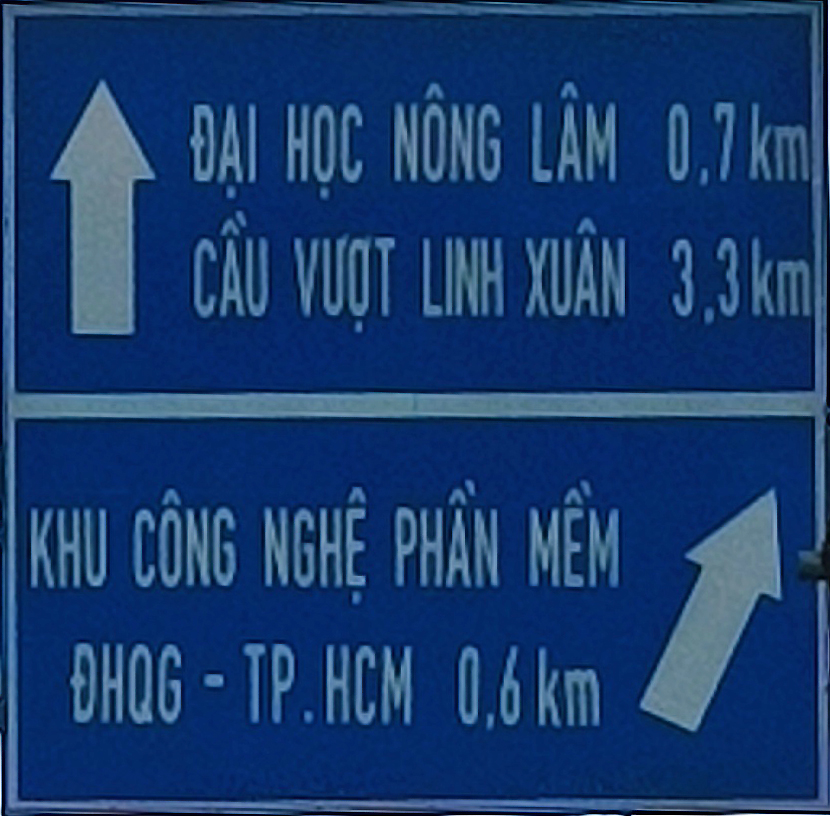 ĐẠI HỌC NÔNG LÂM 0,7 km
CẦU VƯỢT LINH XUÂN 3,3 km
KHU CÔNG NGHỆ PHẦN MỀM
ĐHQG - TP.HCM 0,6 km